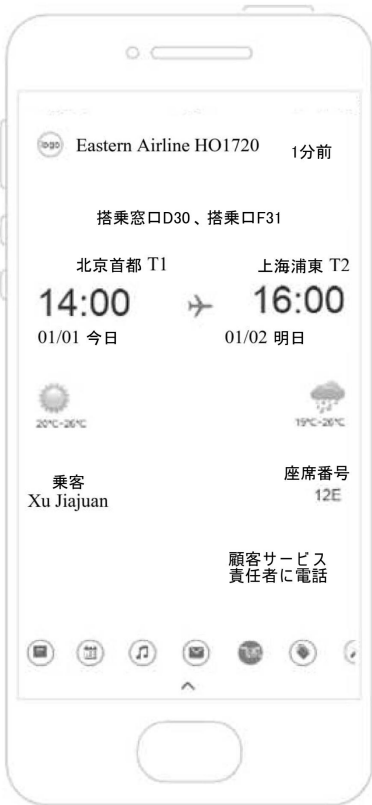 Eastern Airline HO1720 1分前
搭乗窓口D30、搭乗口F31
北京首都 T1 上海浦東 T2
14:00 16:00
01/01 今日 01/02 明日
20℃-26℃ 19℃-26℃
乗客 座席番号
Xu Jiajuan 12E
顧客サービス
責任者に電話